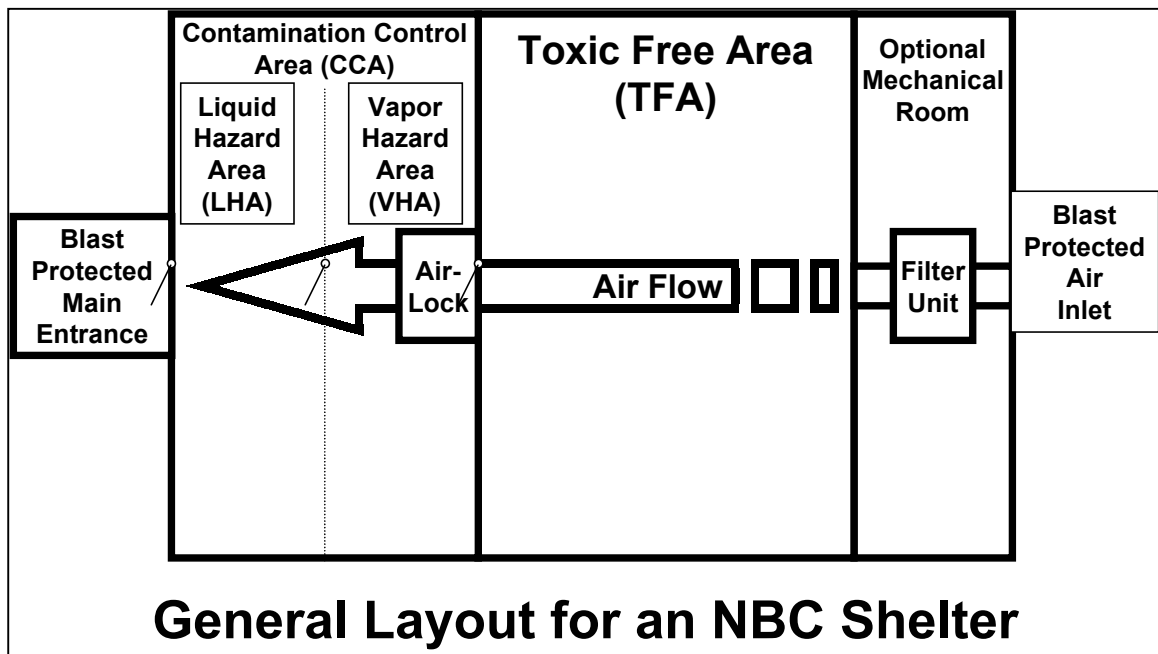 Contamination Control
Area (CCA)
Liquid
Hazard
Area
(LHA)
Vapor
Hazard
Area
(VHA)
Toxic Free Area
(TFA)
Optional
Mechanical
Room
Blast
Protected
Main
Entrance
Air-
Lock
Air Flow
Filter
Unit
Blast
Protected
Air
Inlet
General Layout for an NBC Shelter